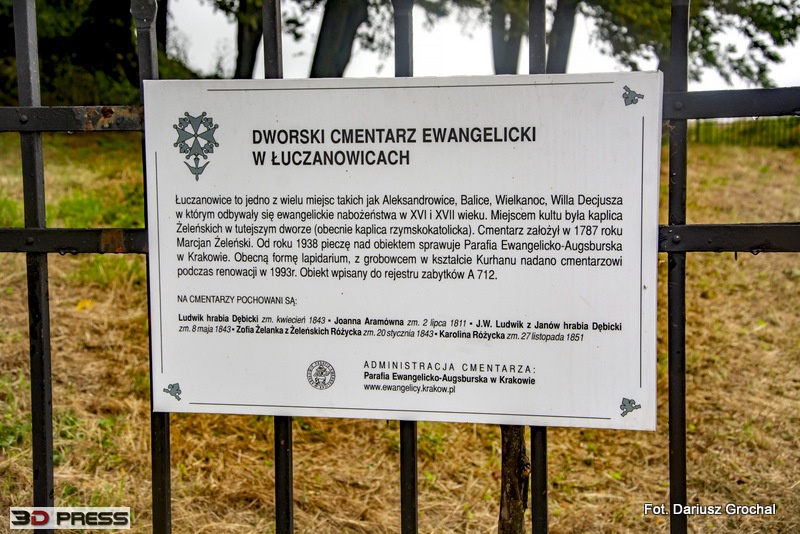 DWORSKI CMENTARZ EWANGELICKI
W ŁUCZANOWICACH
Łuczanowice to jedno z wielu miejsc takich jak Aleksandrowice, Balice, Wielkanoc, Willa Decjusza
w którym odbywały się ewangelickie nabożeństwa w XVI i XVII wieku. Miejscem kultu była kaplica
Żeleńskich w tutejszym dworze (obecnie kaplica rzymskokatolicka). Cmentarz założył w 1787 roku
Marcjan Żeleński. Od roku 1938 pieczę nad obiektem sprawuje Parafia Ewangelicko-Augsburska
w Krakowie. Obecną formę lapidarium, z grobowcem w kształcie Kurhanu nadano cmentarzowi
podczas renowacji w 1993r. Obiekt wpisany do rejestru zabytków A 712.
NA CMENTARZY POCHOWANI SĄ:
Ludwik hrabia Dębicki zm. kwiecień 1843 • Joanna Aramówna zm. 2 lipca 1811 • J.W. Ludwik z Janów hrabia Dębicki
zm. 8 maja 1843 • Zofia Żelanka z Żeleńskich Różycka zm. 20 stycznia 1843 • Karolina Różycka zm. 27 listopada 1851
ADMINISTRACJA CMENTARZA:
Parafia Ewangelicko-Augsburska w Krakowie
www.ewangelicy.krakow.pl
3D PRESS
Fot. Dariusz Grochal